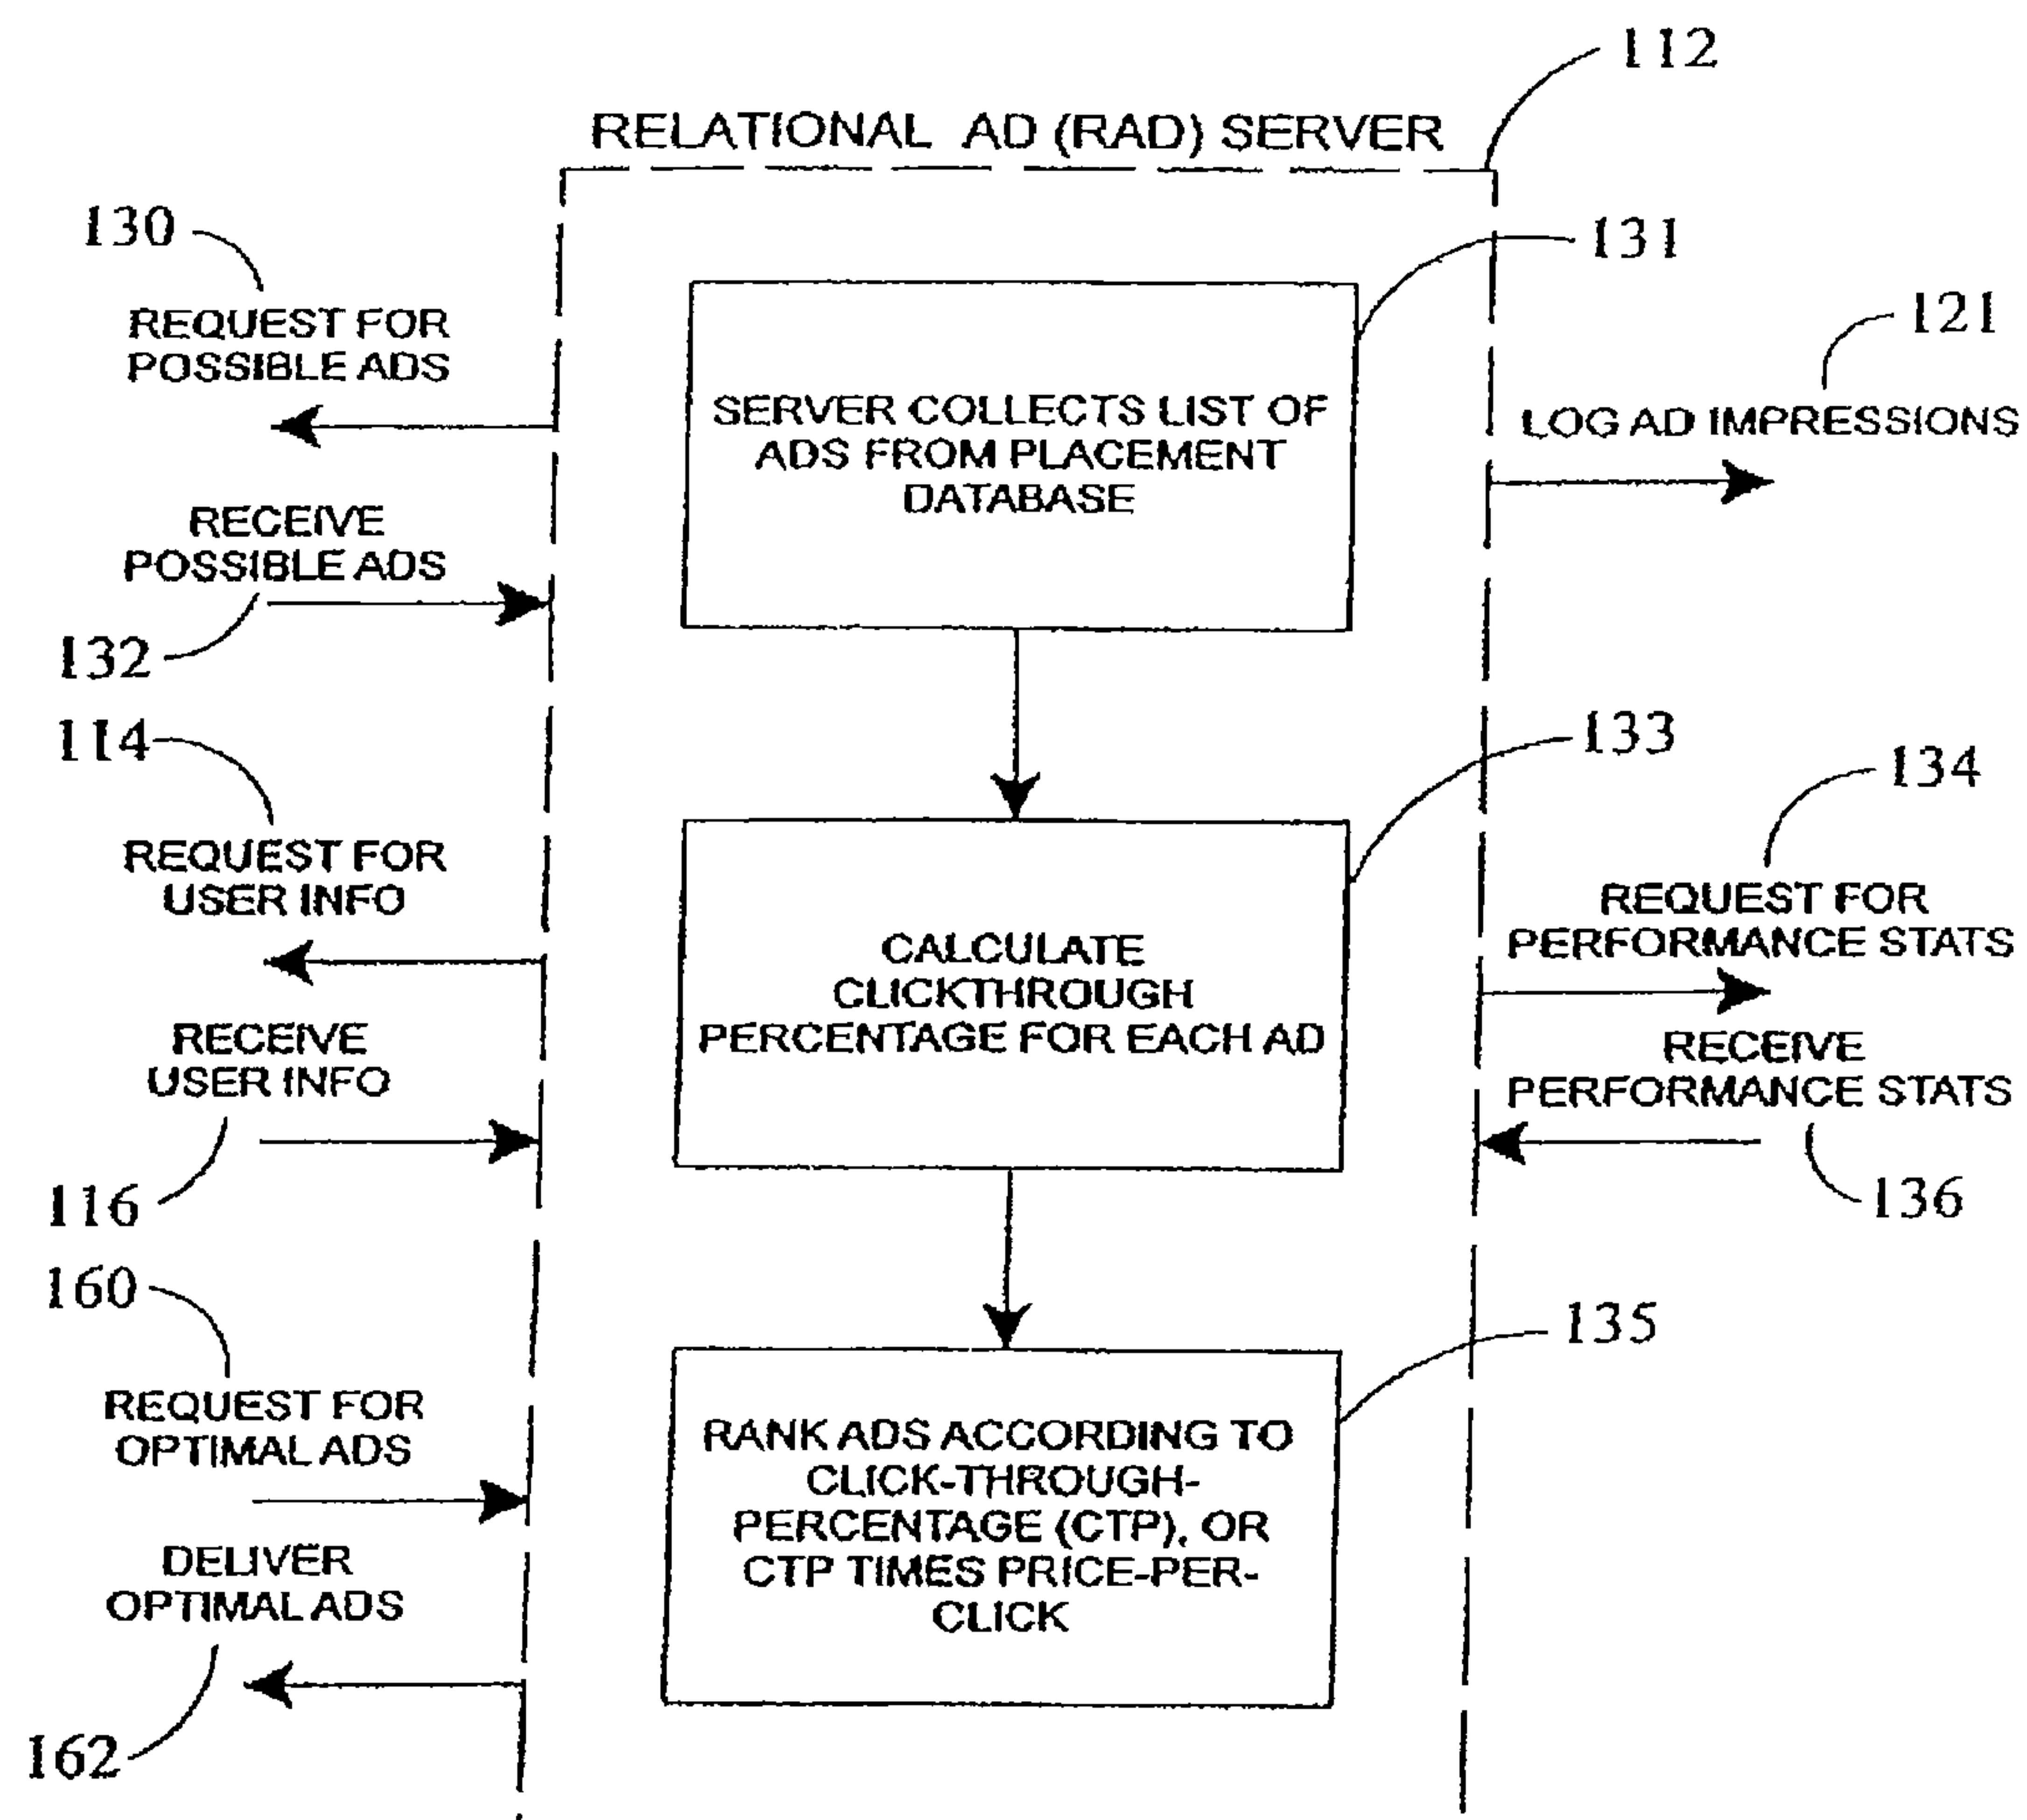 112
RELATIONAL AD (RAD) SERVER
130
REQUEST FOR
POSSIBLE ADS
RECEIVE
POSSIBLE ADS
132
114
REQUEST FOR
USER INFO
RECEIVE
USER INFO
116
160
REQUEST FOR
OPTIMAL ADS
DELIVER
OPTIMAL ADS
162
131
SERVER COLLECTS LIST OF
ADS FROM PLACEMENT
DATABASE
133
CALCULATE
CLICKTHROUGH
PERCENTAGE FOR EACH AD
135
RANK ADS ACCORDING TO
CLICK-THROUGH-
PERCENTAGE (CTP), OR
CTP TIMES PRICE-PER-
CLICK
121
LOG AD IMPRESSIONS
134
REQUEST FOR
PERFORMANCE STATS
RECEIVE
PERFORMANCE STATS
136